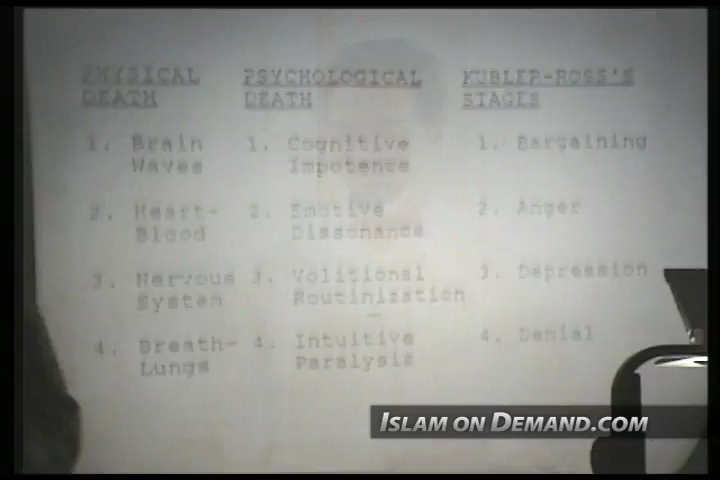 PHYSICAL DEATH
1. Brain Waves
2. Heart-Blood
3. Nervous System
4. Breath-Lungs
PSYCHOLOGICAL DEATH
1. Cognitive Impotence
2. Emotive Dissonance
3. Volitional Routinization
4. Intuitive Paralysis
KUBLER-ROSS'S STAGES
1. Bargaining
2. Anger
3. Depression
4. Denial
ISLAM ON DEMAND.COM